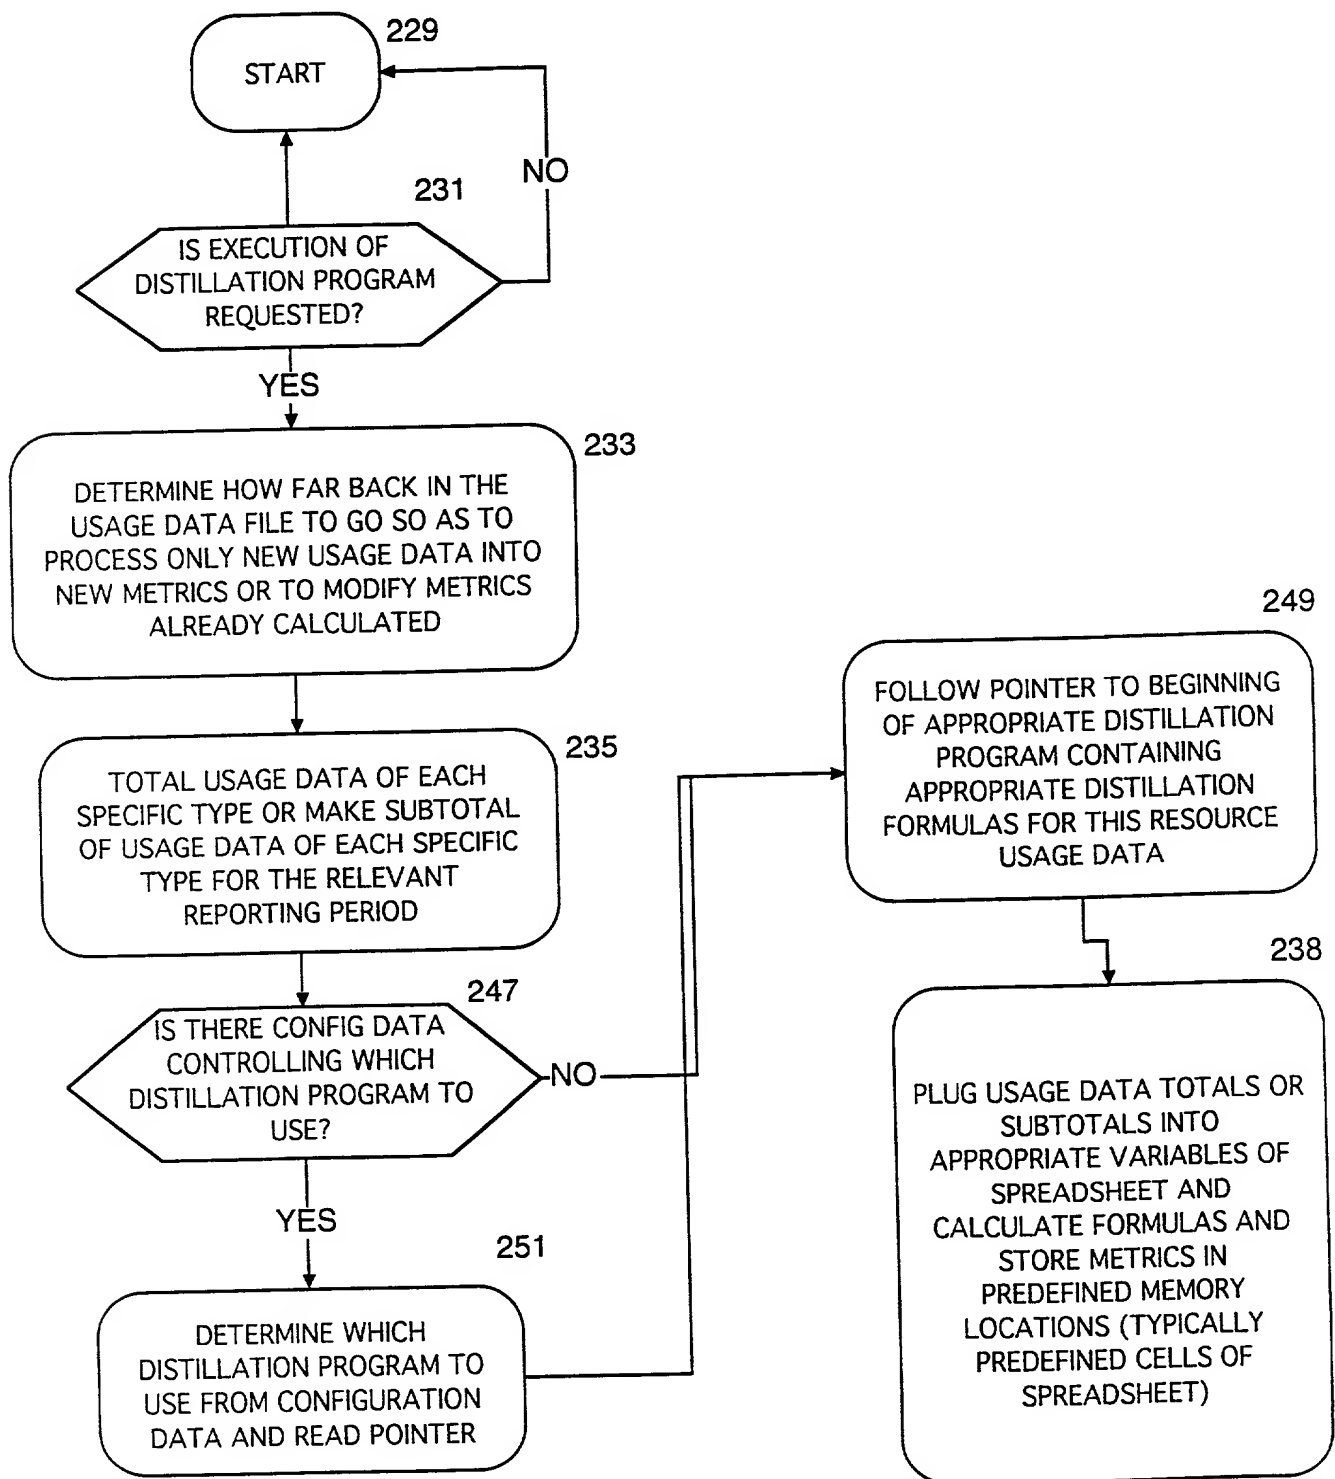 229
START
NO
231
IS EXECUTION OF
DISTILLATION PROGRAM
REQUESTED?
YES
233
DETERMINE HOW FAR BACK IN THE
USAGE DATA FILE TO GO SO AS TO
PROCESS ONLY NEW USAGE DATA INTO
NEW METRICS OR TO MODIFY METRICS
ALREADY CALCULATED
235
TOTAL USAGE DATA OF EACH
SPECIFIC TYPE OR MAKE SUBTOTAL
OF USAGE DATA OF EACH SPECIFIC
TYPE FOR THE RELEVANT
REPORTING PERIOD
247
IS THERE CONFIG DATA
CONTROLLING WHICH
DISTILLATION PROGRAM TO
USE?
NO
YES
251
DETERMINE WHICH
DISTILLATION PROGRAM TO
USE FROM CONFIGURATION
DATA AND READ POINTER
249
FOLLOW POINTER TO BEGINNING
OF APPROPRIATE DISTILLATION
PROGRAM CONTAINING
APPROPRIATE DISTILLATION
FORMULAS FOR THIS RESOURCE
USAGE DATA
238
PLUG USAGE DATA TOTALS OR
SUBTOTALS INTO
APPROPRIATE VARIABLES OF
SPREADSHEET AND
CALCULATE FORMULAS AND
STORE METRICS IN
PREDEFINED MEMORY
LOCATIONS (TYPICALLY
PREDEFINED CELLS OF
SPREADSHEET)